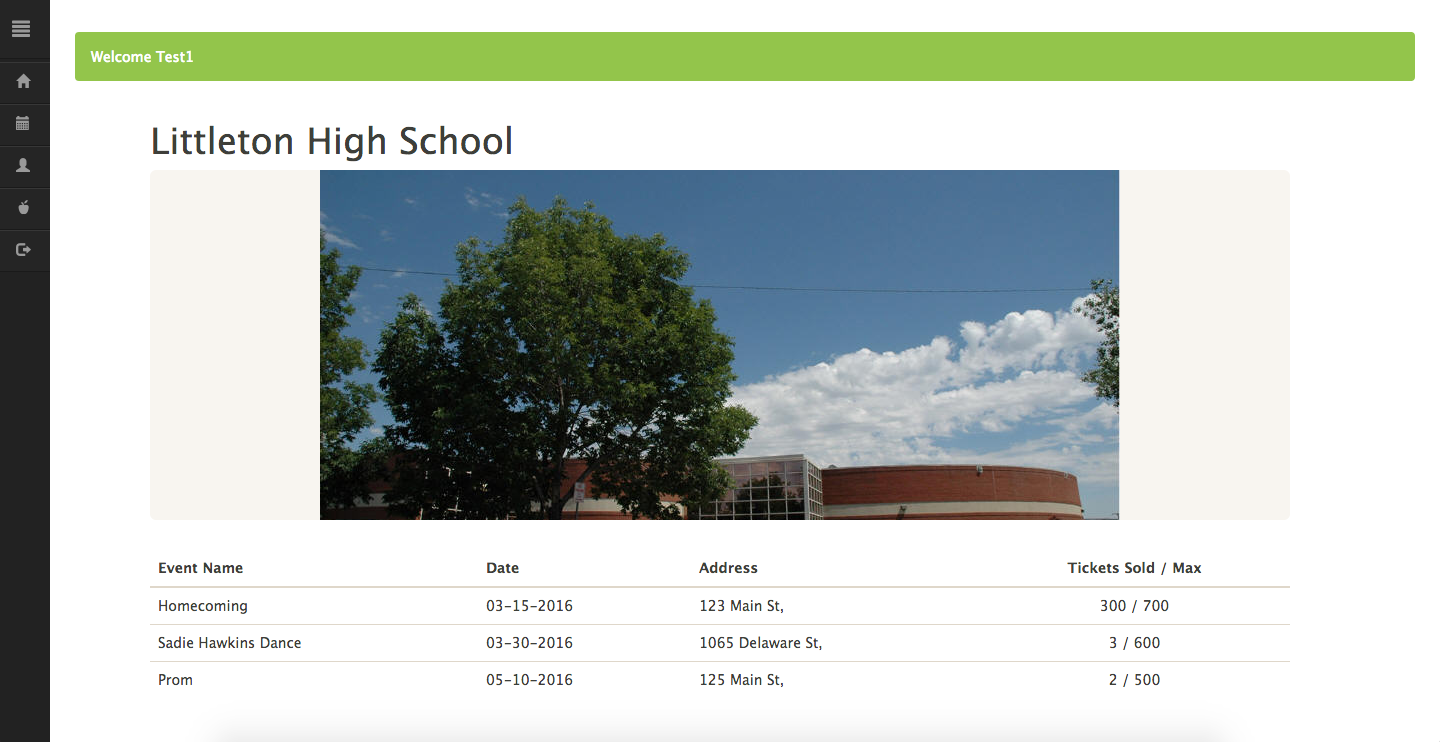 Welcome Test1
Littleton High School
Event Name Date Address Tickets Sold / Max
Homecoming 03-15-2016 123 Main St, 300 / 700
Sadie Hawkins Dance 03-30-2016 1065 Delaware St, 3 / 600
Prom 05-10-2016 125 Main St, 2 / 500